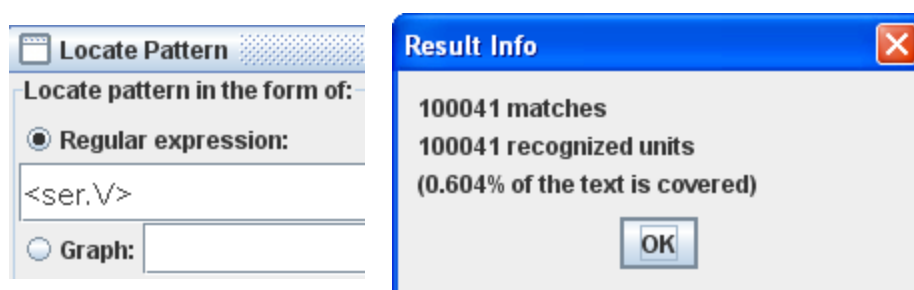 Locate Pattern
Locate pattern in the form of:
Regular expression:
<ser.V>
Graph:
Result Info
100041 matches
100041 recognized units
(0.604% of the text is covered)
OK